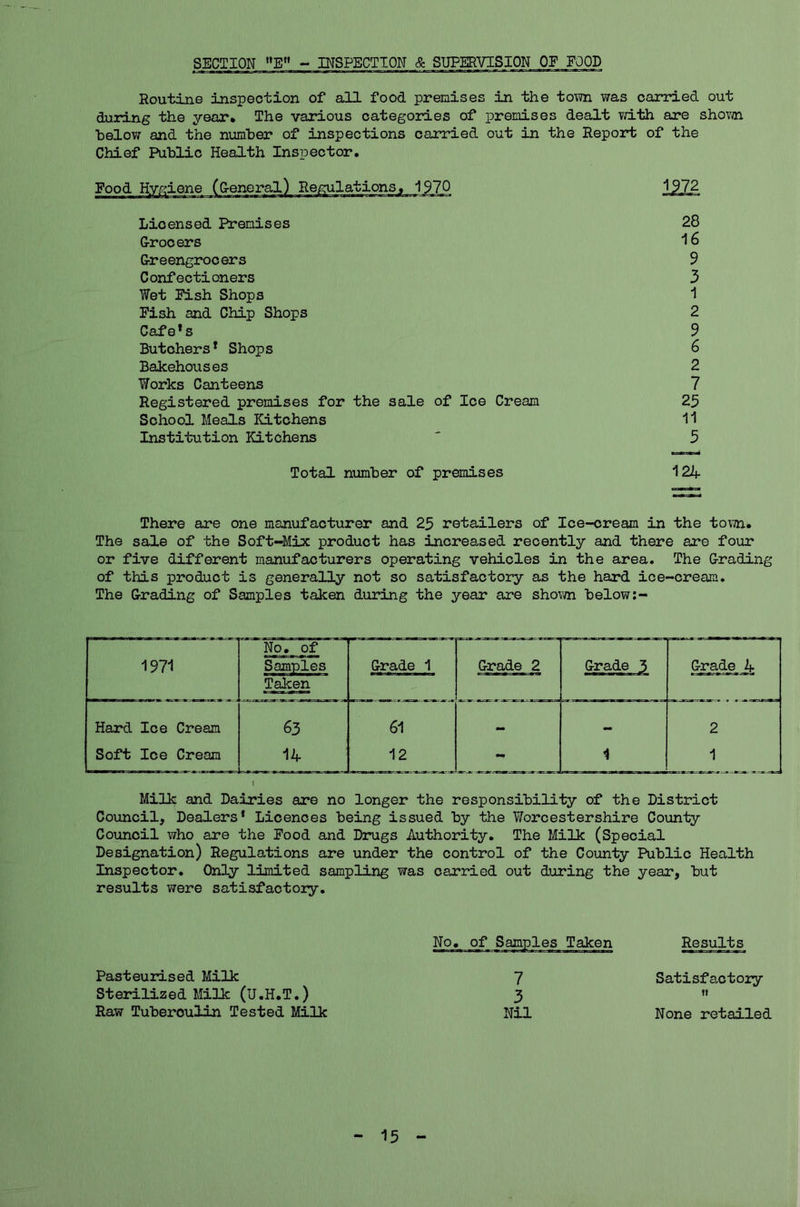 SECTION "E" - INSPECTION & SUPERVISION OF FOOD
Routine inspection of all food premises in the town was carried out
during the year. The various categories of premises dealt with are shown
below and the number of inspections carried out in the Report of the
Chief Public Health Inspector.
Food Hygiene (General) Regulations, 1970 1972
Licensed Premises 28
Grocers 16
Greengrocers 9
Confectioners 3
Wet Fish Shops 1
Fish and Chip Shops 2
Cafe's 9
Butchers' Shops 6
Bakehouses 2
Works Canteens 7
Registered premises for the sale of Ice Cream 25
School Meals Kitchens 11
Institution Kitchens 5
Total number of premises 124
There are one manufacturer and 25 retailers of Ice-cream in the town.
The sale of the Soft-Mix product has increased recently and there are four
or five different manufacturers operating vehicles in the area. The Grading
of this product is generally not so satisfactory as the hard ice-cream.
The Grading of Samples taken during the year are shown below:-
1971 No. of Samples Taken Grade 1 Grade 2 Grade 3 Grade 4
Hard Ice Cream 63 61 - - 2
Soft Ice Cream 14 12 - 1 1
Milk and Dairies are no longer the responsibility of the District
Council, Dealers' Licences being issued by the Worcestershire County
Council who are the Food and Drugs Authority. The Milk (Special
Designation) Regulations are under the control of the County Public Health
Inspector. Only limited sampling was carried out during the year, but
results were satisfactory.
No. of Samples Taken Results
Pasteurised Milk 7 Satisfactory
Sterilized Milk (U.H.T.) 3 "
Raw Tuberculin Tested Milk Nil None retailed
- 15 -